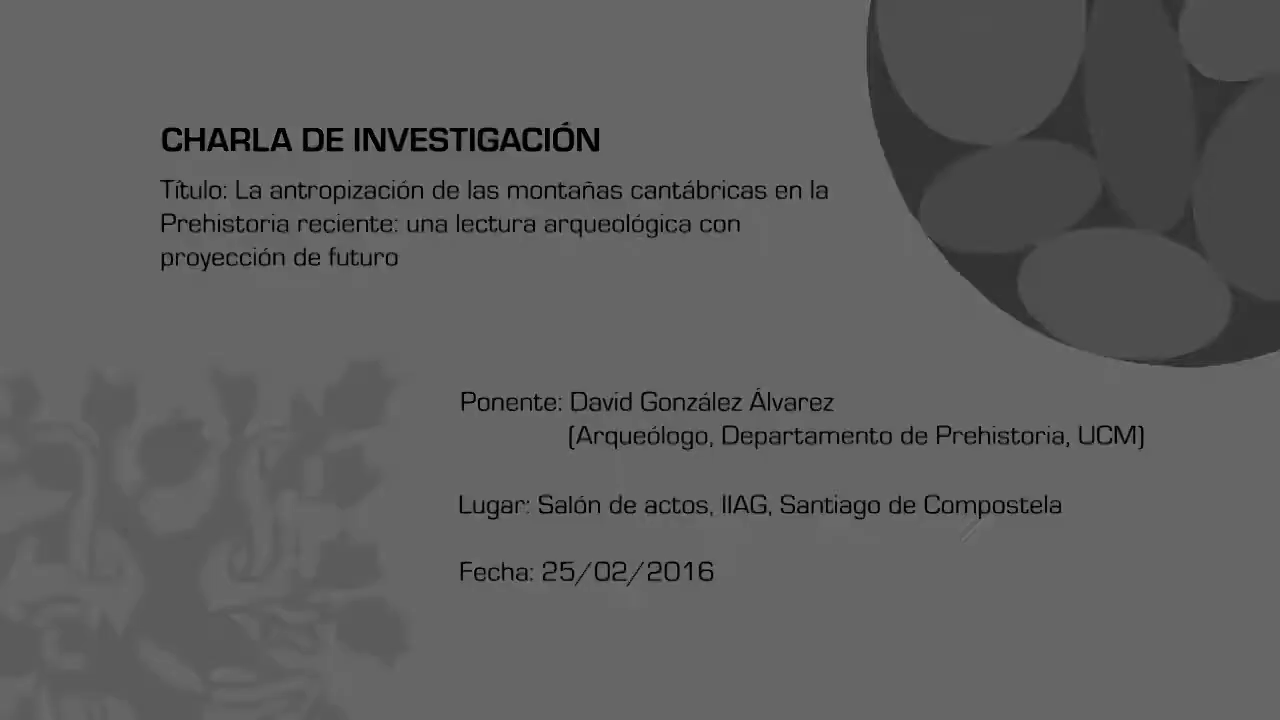 CHARLA DE INVESTIGACIÓN
Título: La antropización de las montañas cantábricas en la
Prehistoria reciente: una lectura arqueológica con
proyección de futuro
Ponente: David González Álvarez
(Arqueólogo, Departamento de Prehistoria, UCM)
Lugar: Salón de actos, IIAG, Santiago de Compostela
Fecha: 25/02/2016